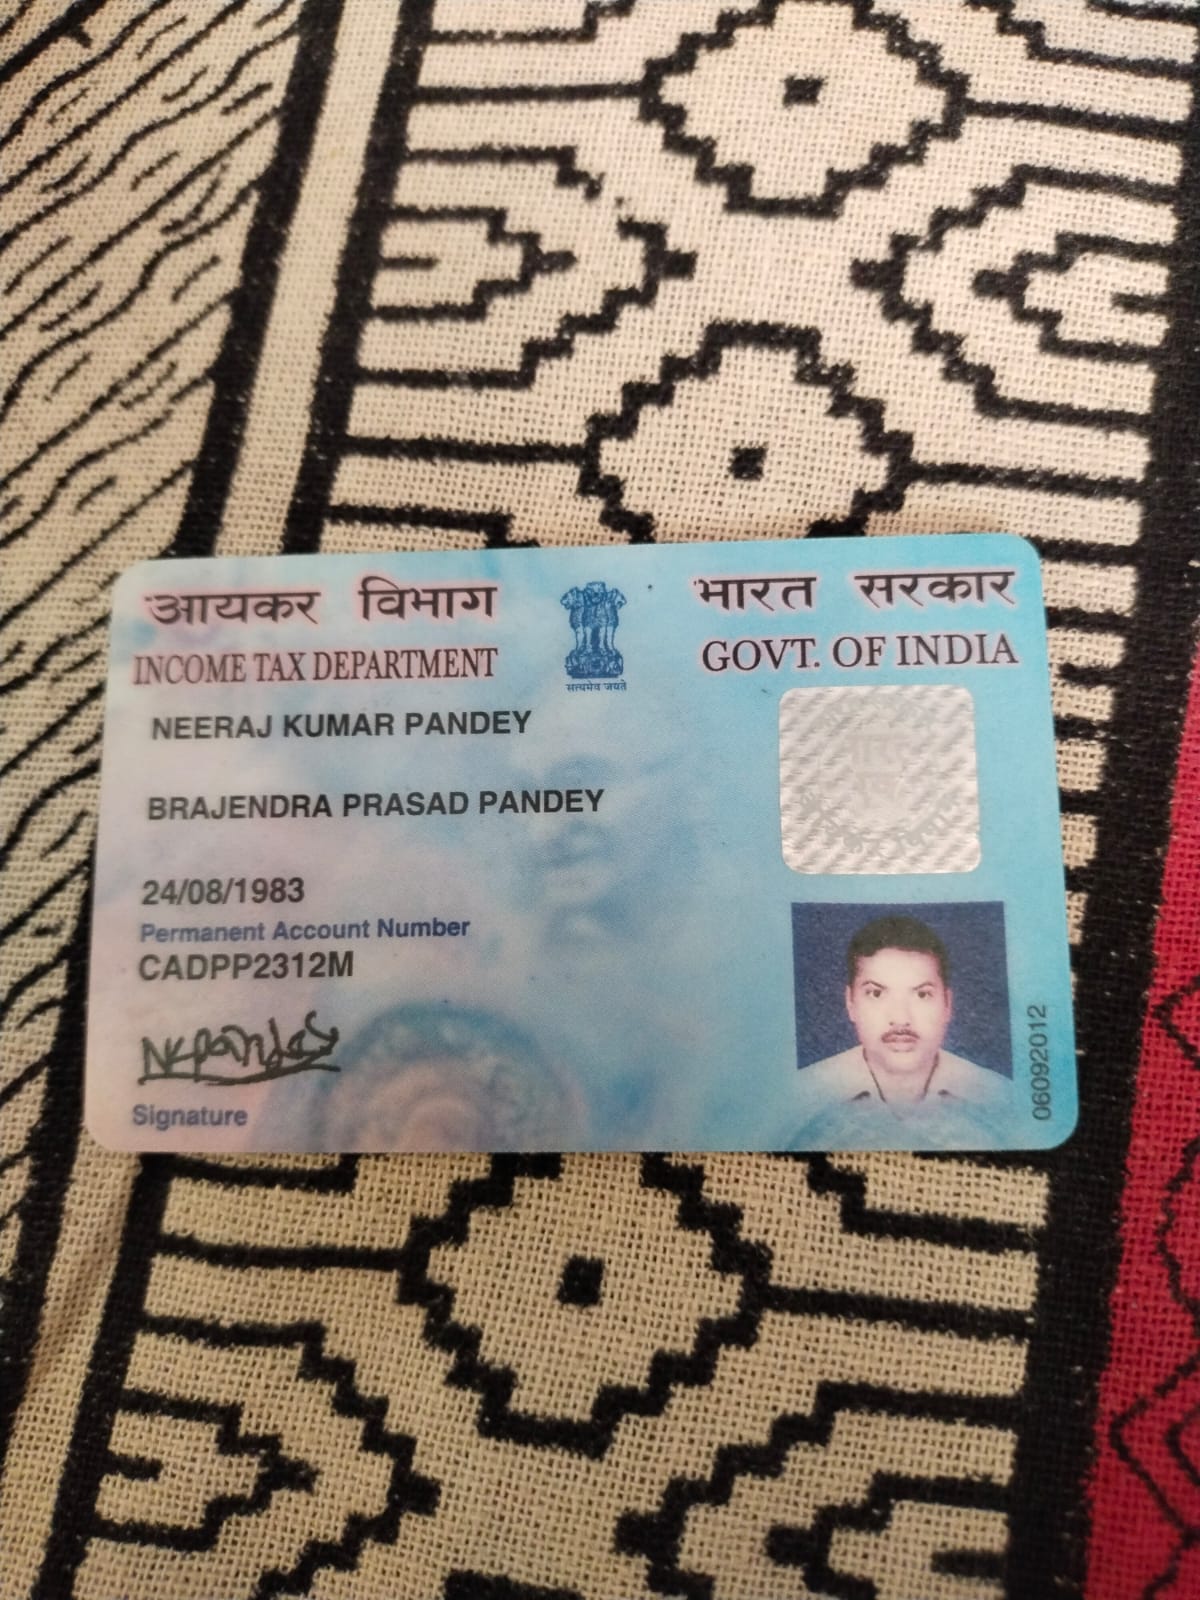 आयकर विभाग
INCOME TAX DEPARTMENT
सत्यमेव जयते
भारत सरकार
GOVT. OF INDIA
NEERAJ KUMAR PANDEY
BRAJENDRA PRASAD PANDEY
24/08/1983
Permanent Account Number
CADPP2312M
Signature
06092012